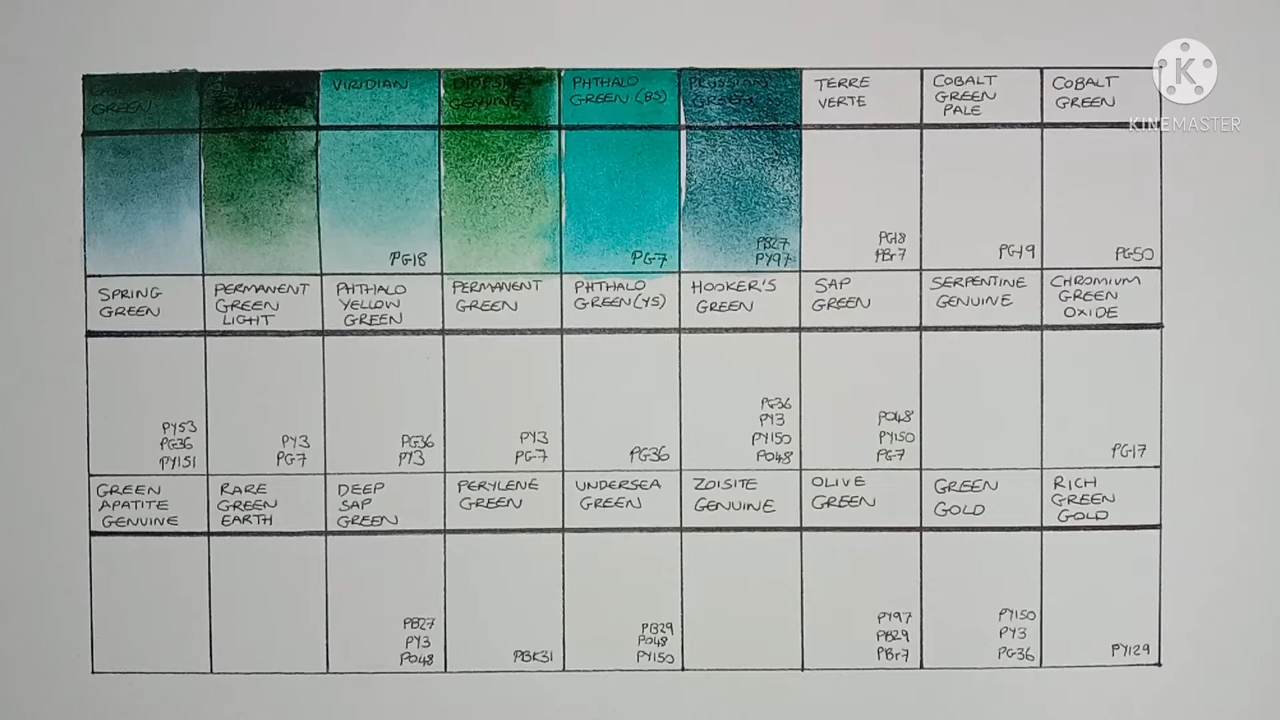 GREEN
VIRIDIAN
GENUINE
PHTHALO
GREEN (BS)
PRUSSIAN
GREEN
TERRE
VERTE
COBALT
GREEN
PALE
COBALT
GREEN
K
KINEMASTER
PG18
PG7
PB27
PY97
PG18
PBr7
PG19
PG50
SPRING
GREEN
PERMANENT
GREEN
LIGHT
PHTHALO
YELLOW
GREEN
PERMANENT
GREEN
PHTHALO
GREEN (YS)
HOOKER'S
GREEN
SAP
GREEN
SERPENTINE
GENUINE
CHROMIUM
GREEN
OXIDE
PY53
PG36
PY151
PY3
PG7
PG36
PY3
PY3
PG7
PG36
PG36
PY3
PY150
PO48
PO48
PY150
PG7
PG17
GREEN
APATITE
GENUINE
RARE
GREEN
EARTH
DEEP
SAP
GREEN
PERYLENE
GREEN
UNDERSEA
GREEN
ZOISITE
GENUINE
OLIVE
GREEN
GREEN
GOLD
RICH
GREEN
GOLD
PB27
PY3
PO48
PBK31
PB29
PO48
PY150
PY97
PB29
PBr7
PY150
PY3
PG36
PY129